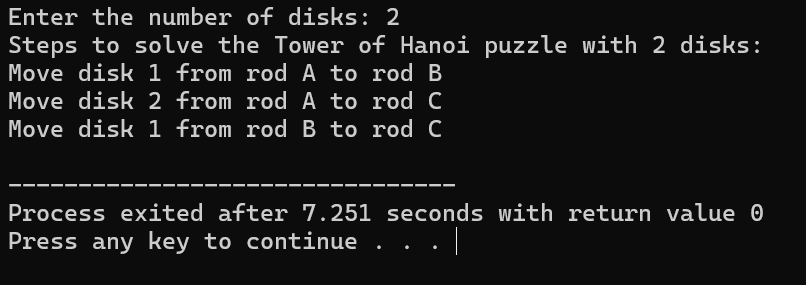 Enter the number of disks: 2
Steps to solve the Tower of Hanoi puzzle with 2 disks:
Move disk 1 from rod A to rod B
Move disk 2 from rod A to rod C
Move disk 1 from rod B to rod C
--------------------------------
Process exited after 7.251 seconds with return value 0
Press any key to continue . . .